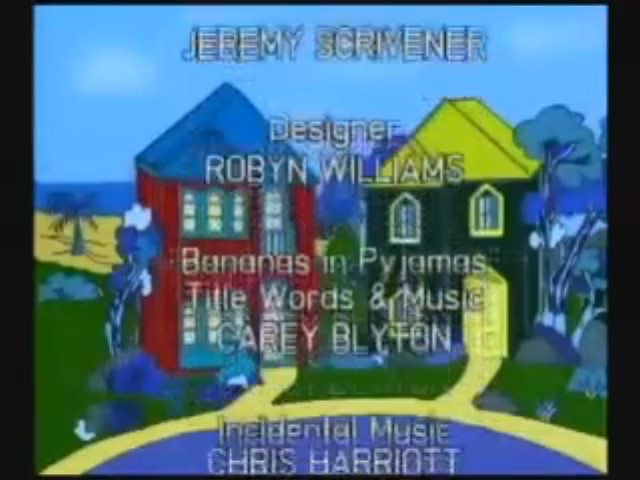 JEREMY SCRIVENER
Designer
ROBYN WILLIAMS
"Bananas in Pyjamas"
Title Words & Music
CAREY BLYTON
Incidental Music
CHRIS HARRIOTT